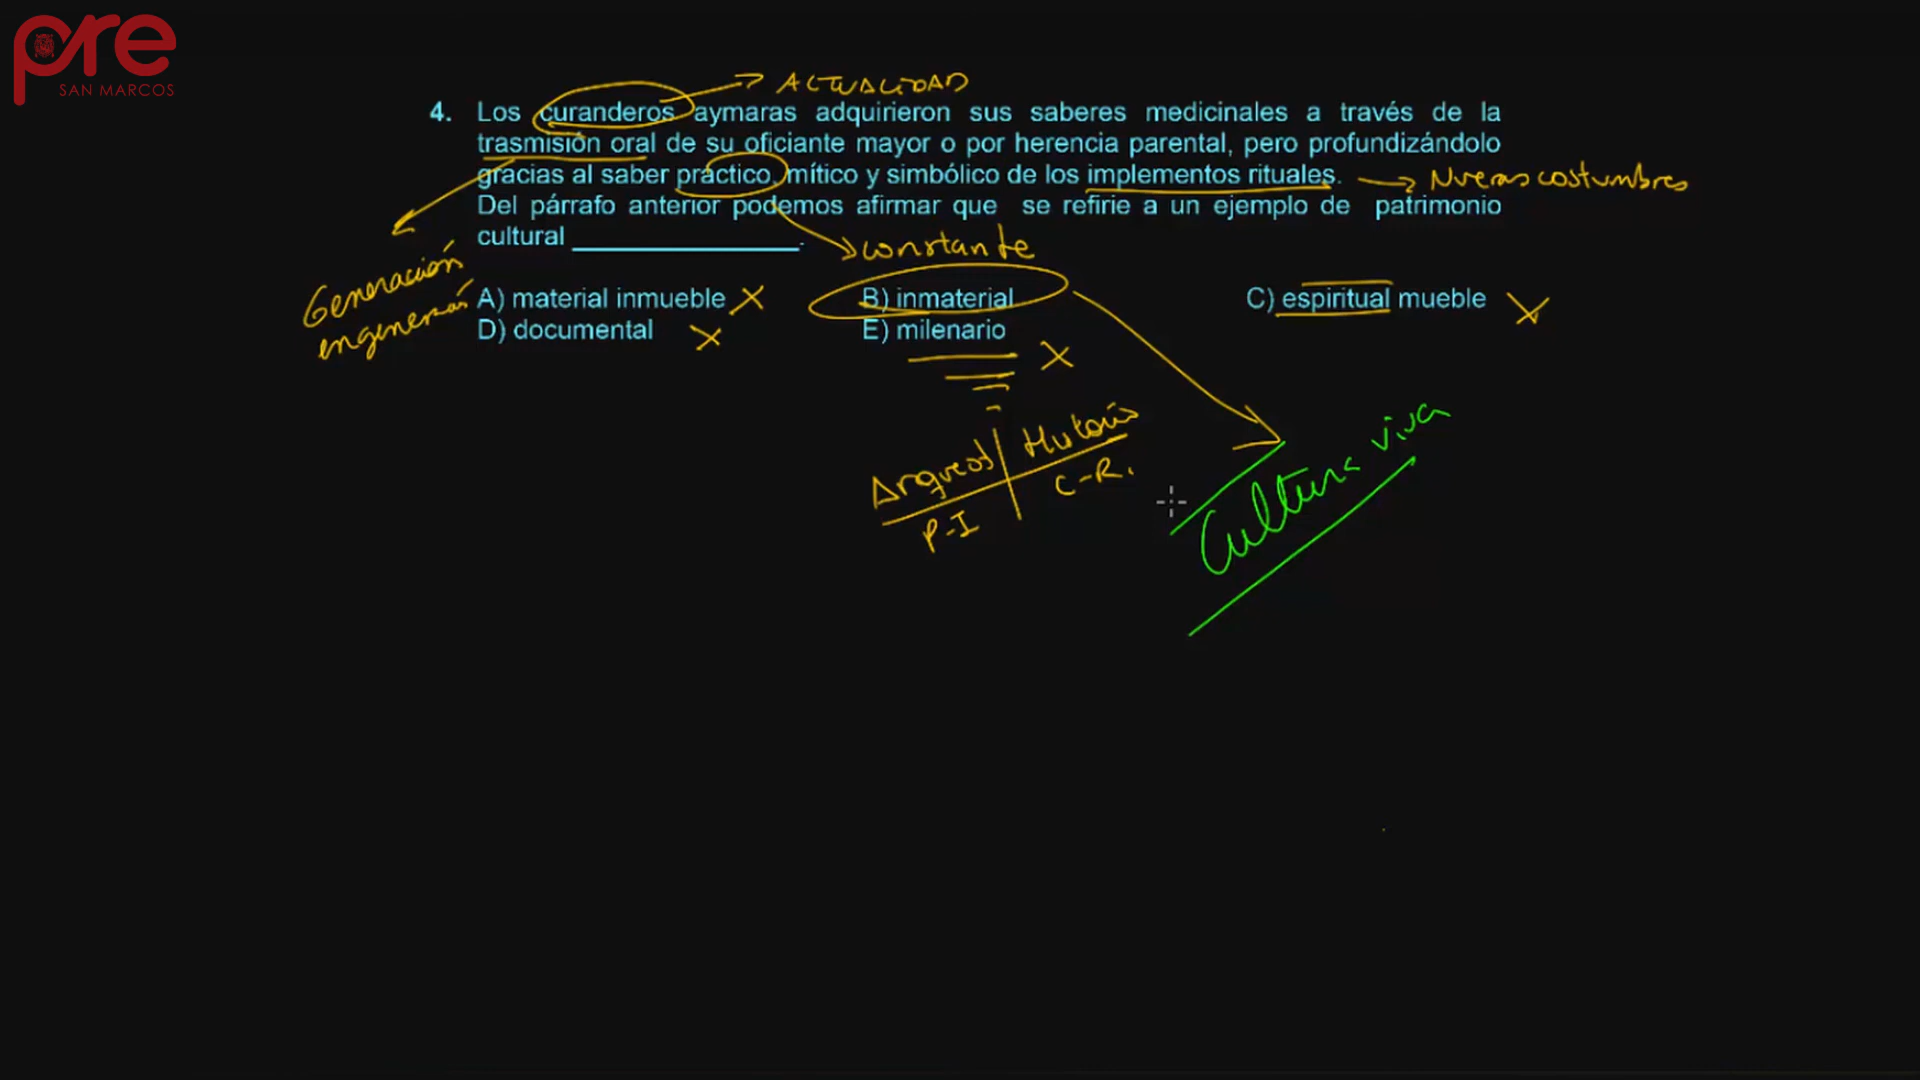 pre
SAN MARCOS
ACTUALIDAD
4. Los curanderos aymaras adquirieron sus saberes medicinales a través de la
trasmisión oral de su oficiante mayor o por herencia parental, pero profundizándolo
gracias al saber práctico, mítico y simbólico de los implementos rituales.
Nuevas costumbres
Del párrafo anterior podemos afirmar que se refirie a un ejemplo de patrimonio
cultural ________________.
constante
Generación
en
A) material inmueble X
B) inmaterial
C) espiritual mueble X
D) documental X
E) milenario X
Arqueol
P-I
C-R.
Cultura viva